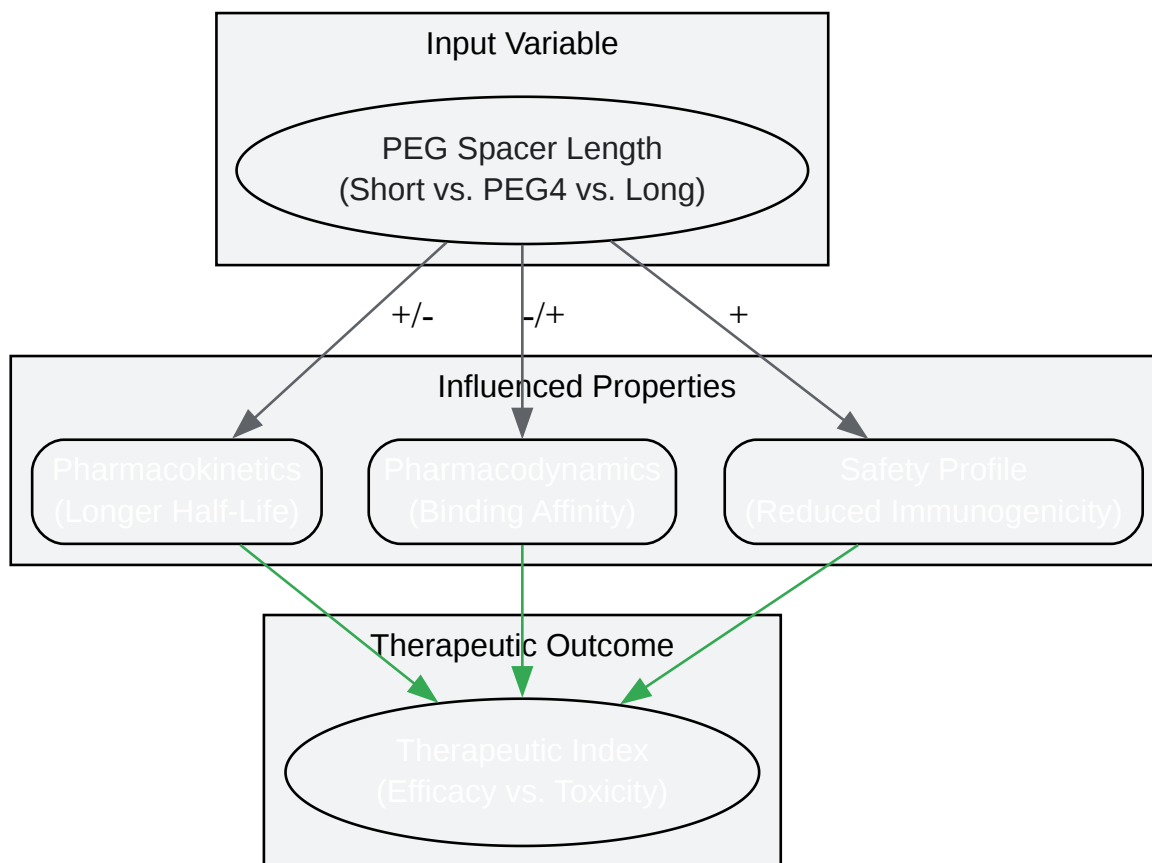 Input Variable
PEG Spacer Length
(Short vs. PEG4 vs. Long)
+/-
-/+
+
Influenced Properties
Pharmacokinetics
(Longer Half-Life)
Pharmacodynamics
(Binding Affinity)
Safety Profile
(Reduced Immunogenicity)
Therapeutic Outcome
Therapeutic Index
(Efficacy vs. Toxicity)